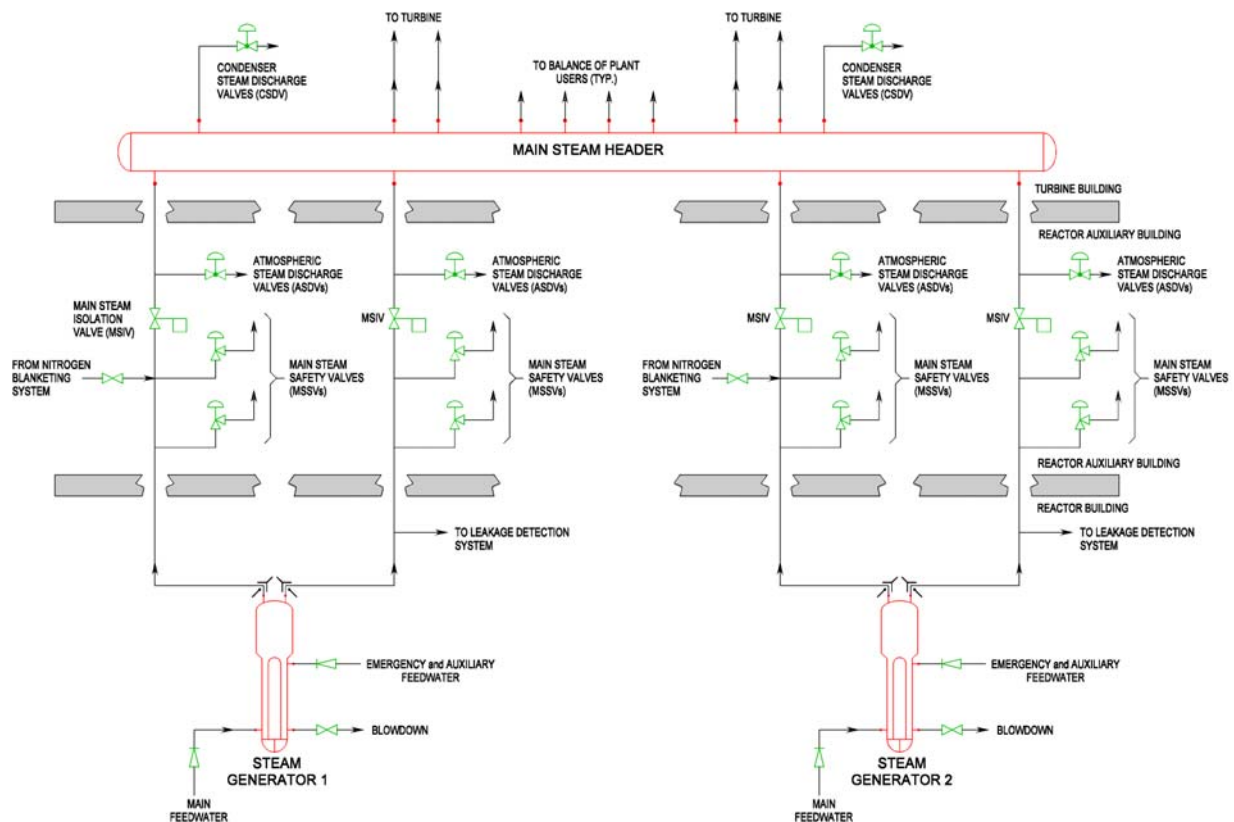 TO TURBINE
TO TURBINE
CONDENSER
STEAM DISCHARGE
VALVES (CSDV)
TO BALANCE OF PLANT
USERS (TYP.)
CONDENSER
STEAM DISCHARGE
VALVES (CSDV)
MAIN STEAM HEADER
TURBINE BUILDING
REACTOR AUXILIARY BUILDING
ATMOSPHERIC
STEAM DISCHARGE
VALVES (ASDVs)
ATMOSPHERIC
STEAM DISCHARGE
VALVES (ASDVs)
ATMOSPHERIC
STEAM DISCHARGE
VALVES (ASDVs)
ATMOSPHERIC
STEAM DISCHARGE
VALVES (ASDVs)
MAIN STEAM
ISOLATION
VALVE (MSIV)
MSIV
MSIV
MSIV
FROM NITROGEN
BLANKETING
SYSTEM
MAIN STEAM
SAFETY VALVES
(MSSVs)
MAIN STEAM
SAFETY VALVES
(MSSVs)
FROM NITROGEN
BLANKETING
SYSTEM
MAIN STEAM
SAFETY VALVES
(MSSVs)
MAIN STEAM
SAFETY VALVES
(MSSVs)
REACTOR AUXILIARY BUILDING
REACTOR BUILDING
TO LEAKAGE DETECTION
SYSTEM
TO LEAKAGE DETECTION
SYSTEM
EMERGENCY and AUXILIARY
FEEDWATER
EMERGENCY and AUXILIARY
FEEDWATER
BLOWDOWN
BLOWDOWN
STEAM
GENERATOR 1
STEAM
GENERATOR 2
MAIN
FEEDWATER
MAIN
FEEDWATER